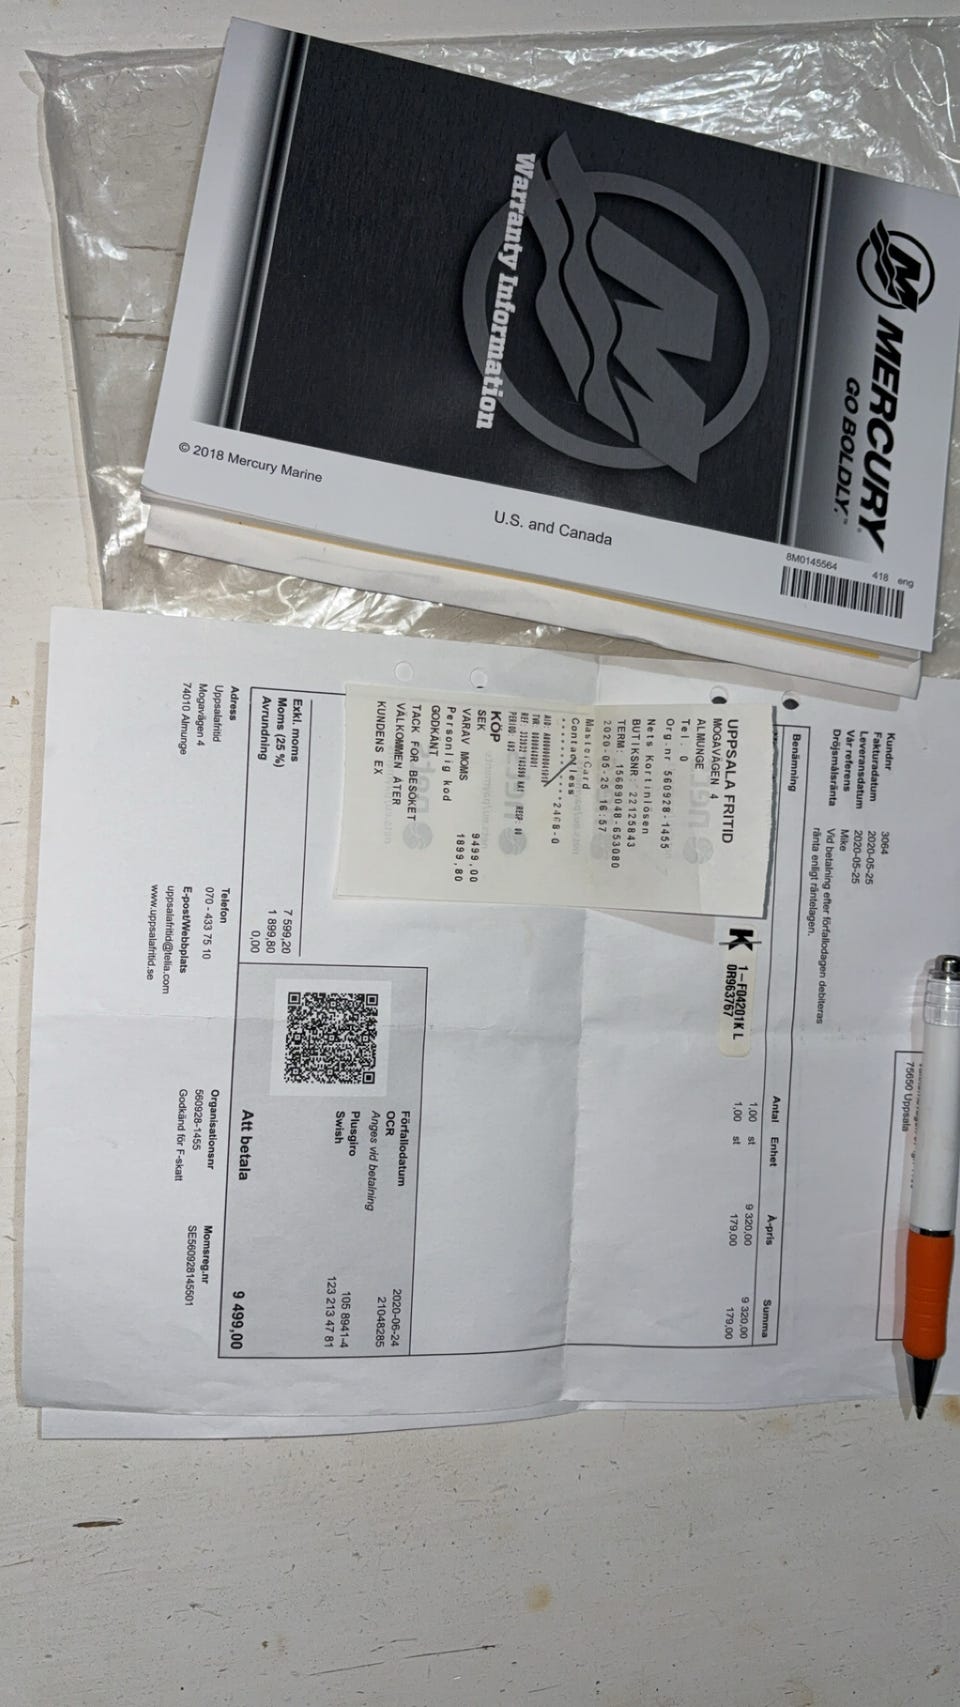 MERCURY
GO BOLDLY.™
Warranty Information
© 2018 Mercury Marine
U.S. and Canada
8M0145564 418 eng
Kundnr 3064
Fakturadatum 2020-05-25
Leveransdatum 2020-05-25
Vår referens Mike
Dröjsmålsränta Vid betalning efter förfallodagen debiteras
ränta enligt räntelagen.
75650 Uppsala
Benämning Antal Enhet À-pris Summa
1,00 st 9 320,00 9 320,00
1,00 st 179,00 179,00
K 1-F04201K L
0R963767
UPPSALA FRITID
MOGAVÄGEN 4
ALMUNGE
Tel: 0
Org.nr 560928-1455
Nets Kortinlösen
BUTIKSNR: 22125843
TERM: 15689048-653080
2020-05-25 16:57
MasterCard
Contactless
2468-0
KÖP
SEK 9499,00
VARAV MOMS 1899,80
Personlig kod
GODKÄNT
TACK FÖR BESÖKET
VÄLKOMMEN ÅTER
KUNDENS EX
Förfallodatum 2020-06-24
OCR 21048285
Anges vid betalning
Plusgiro 105 8941-4
Swish 123 213 47 81
Exkl. moms 7 599,20
Moms (25 %) 1 899,80
Avrundning 0,00
Att betala 9 499,00
Adress
Uppsalafritid
Mogavägen 4
74010 Almunge
Telefon
070 - 433 75 10
E-post/Webbplats
uppsalafritid@telia.com
www.uppsalafritid.se
Organisationsnr
560928-1455
Godkänd för F-skatt
Momsreg.nr
SE560928145501